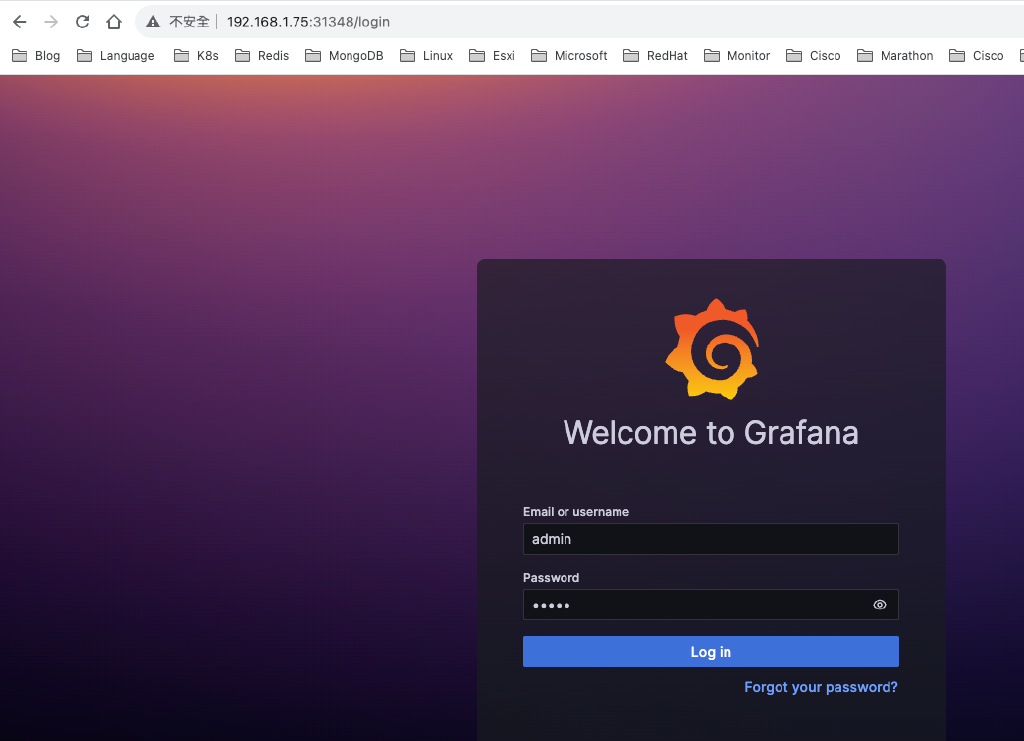 不安全 192.168.1.75:31348/login
Blog Language K8s Redis MongoDB Linux Esxi Microsoft RedHat Monitor Cisco Marathon Cisco
Welcome to Grafana
Email or username
admin
Password
•••••
Log in
Forgot your password?